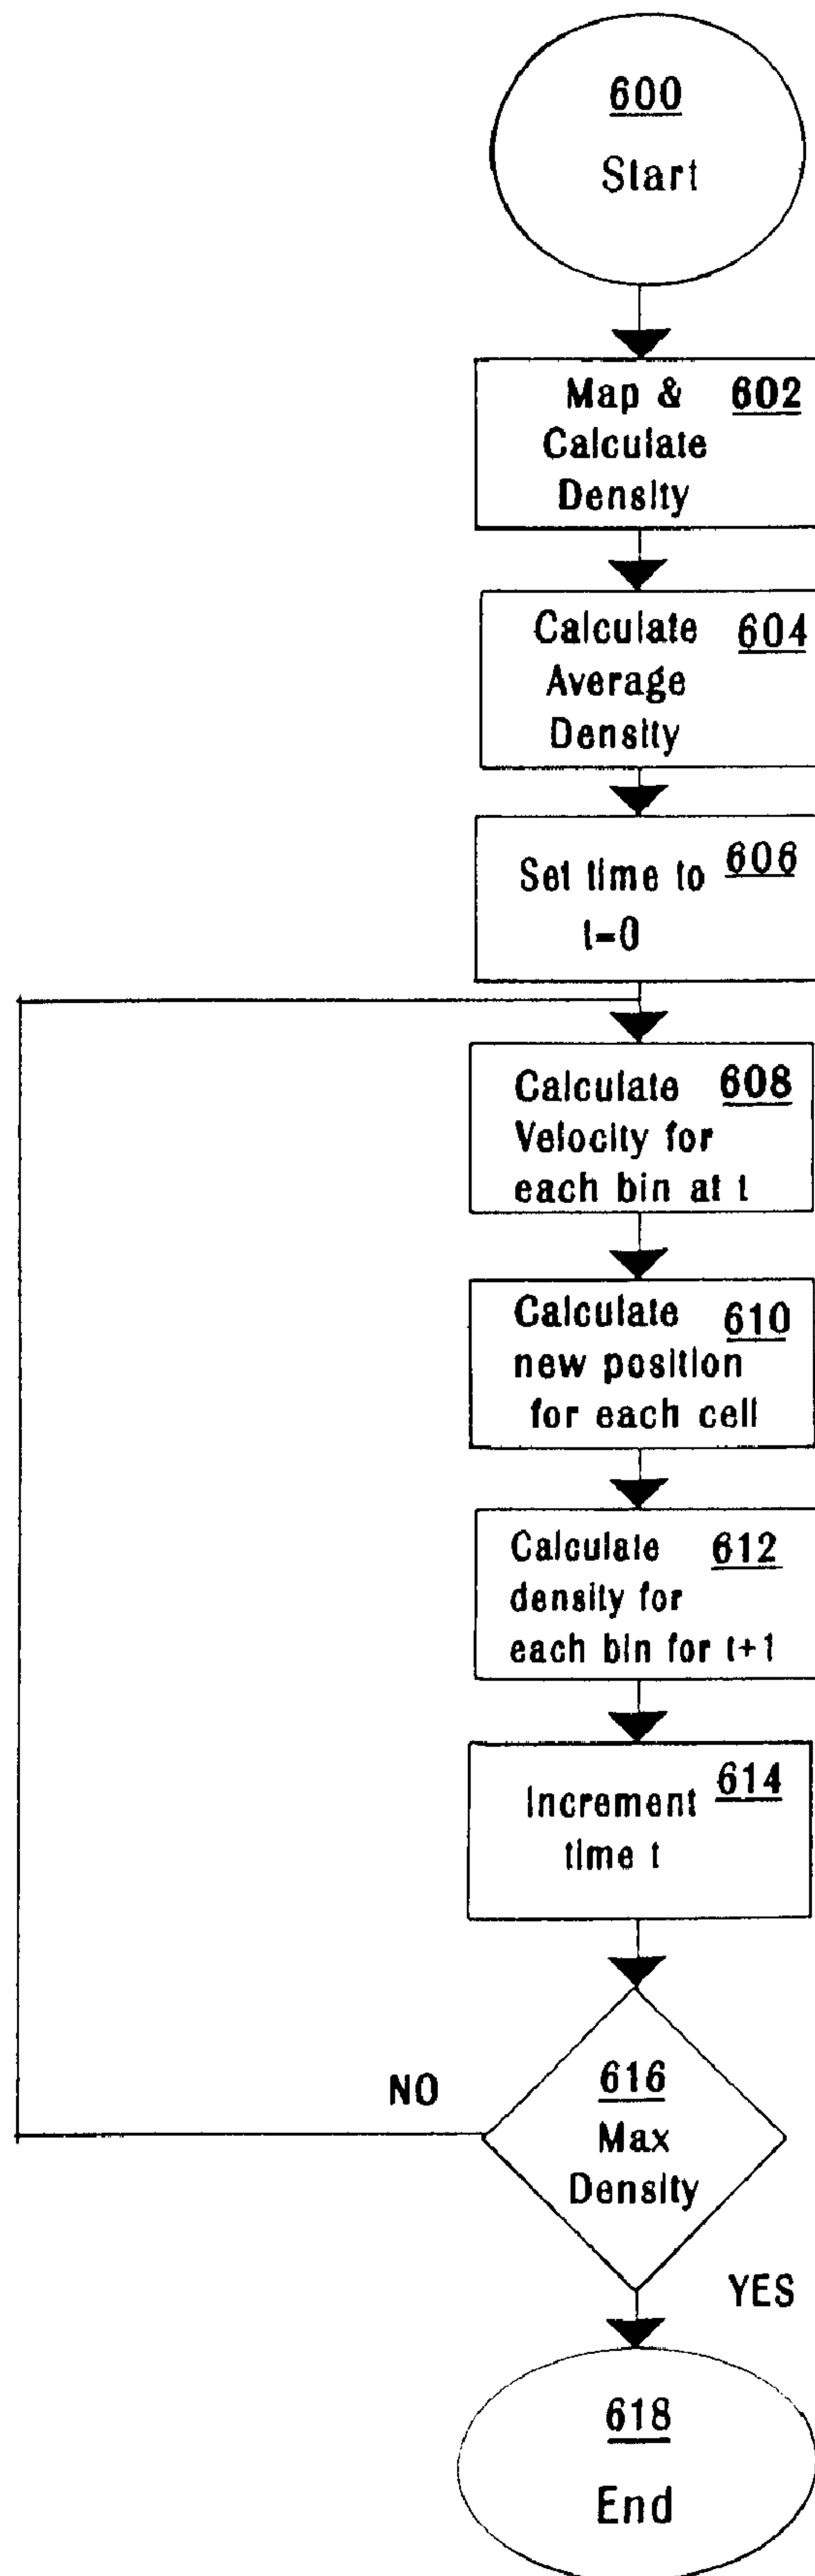 600
Start
Map & 602
Calculate
Density
Calculate 604
Average
Density
Set time to 606
t=0
Calculate 608
Velocity for
each bin at t
Calculate 610
new position
for each cell
Calculate 612
density for
each bin for t+1
Increment 614
time t
616
Max
Density
NO
YES
618
End